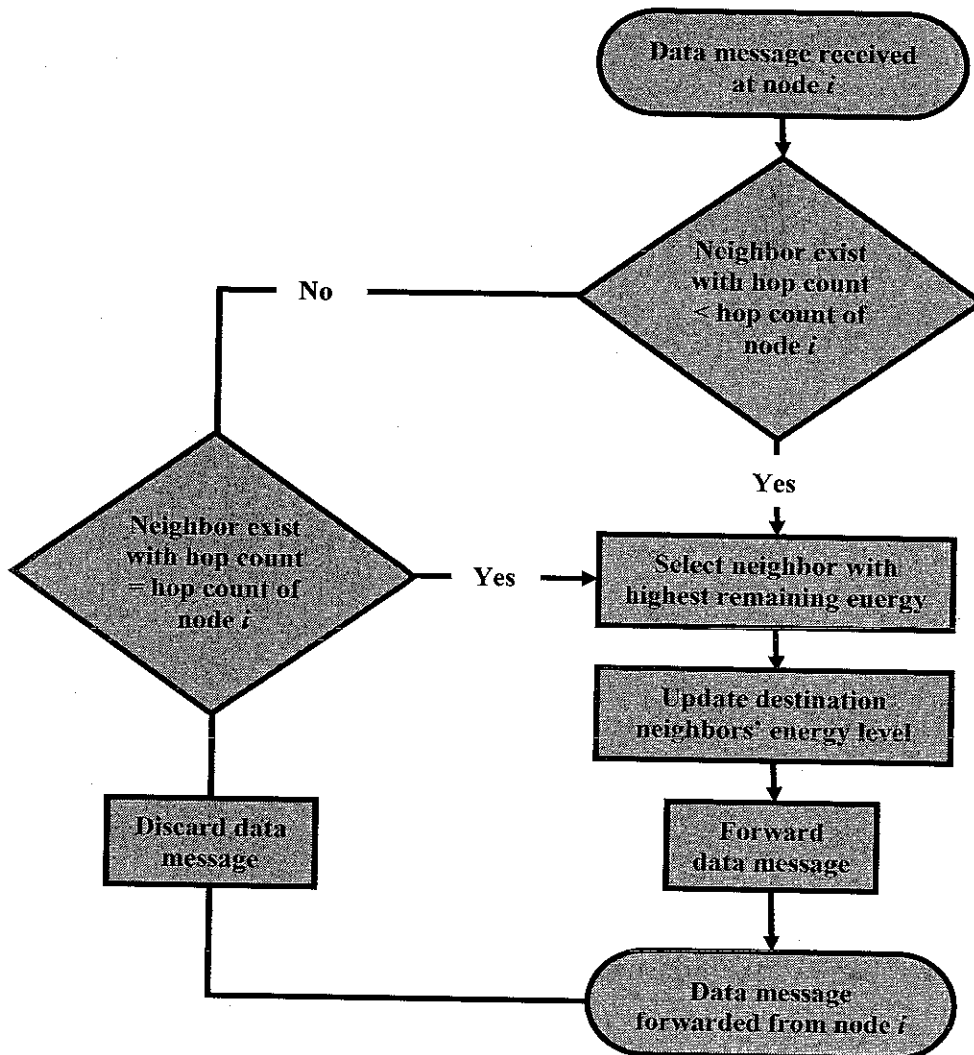 Data message received
at node i
Neighbor exist
with hop count
< hop count of
node i
No
Yes
Neighbor exist
with hop count
= hop count of
node i
Yes
Select neighbor with
highest remaining energy
Update destination
neighbors' energy level
Discard data
message
Forward
data message
Data message
forwarded from node i